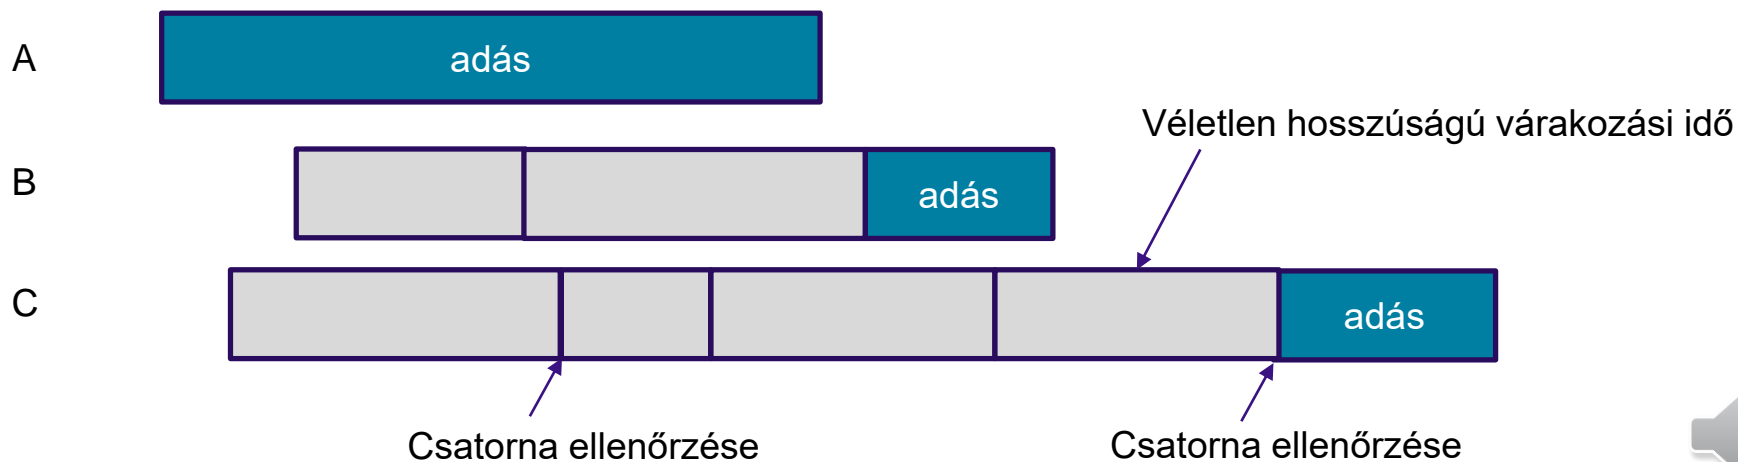 A
adás
Véletlen hosszúságú várakozási idő
B
adás
C
adás
Csatorna ellenőrzése
Csatorna ellenőrzése